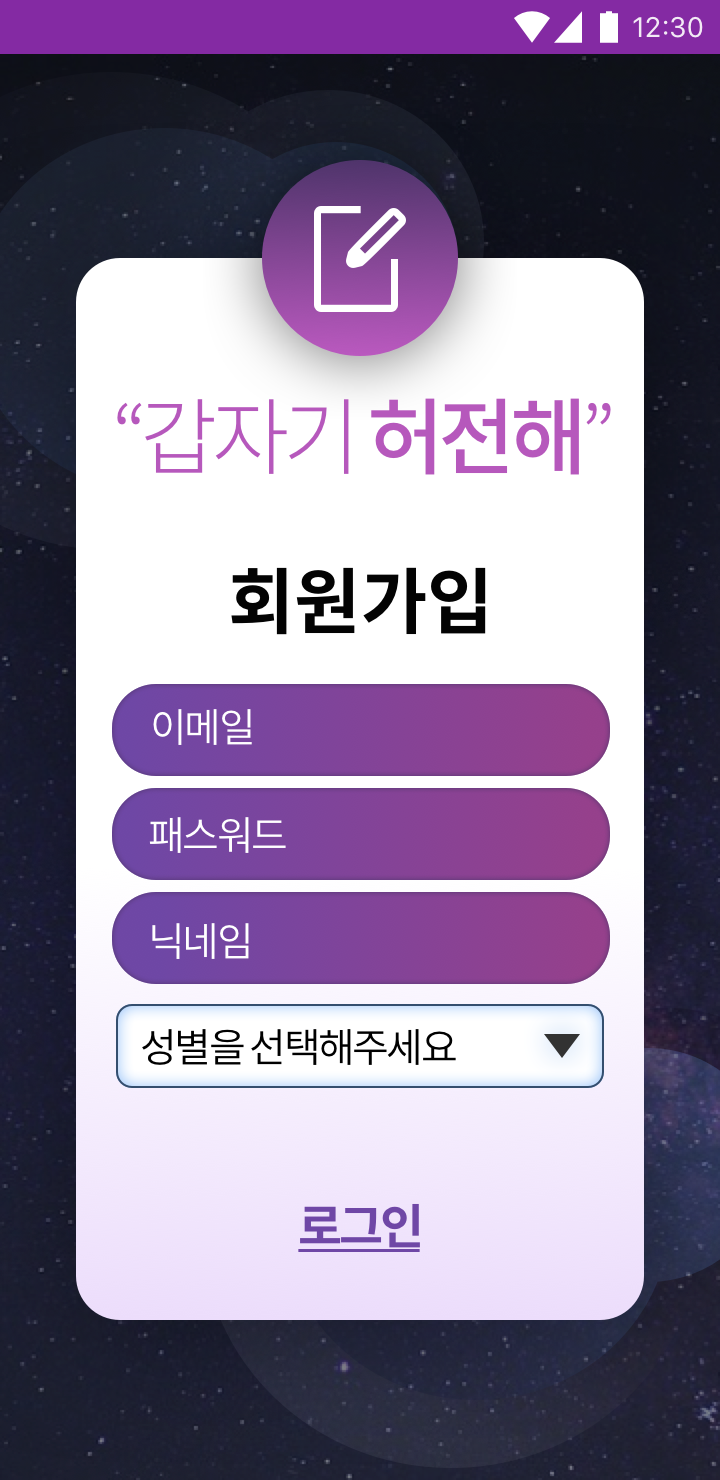 12:30
“갑자기 허전해”
회원가입
이메일
패스워드
닉네임
성별을 선택해주세요
로그인